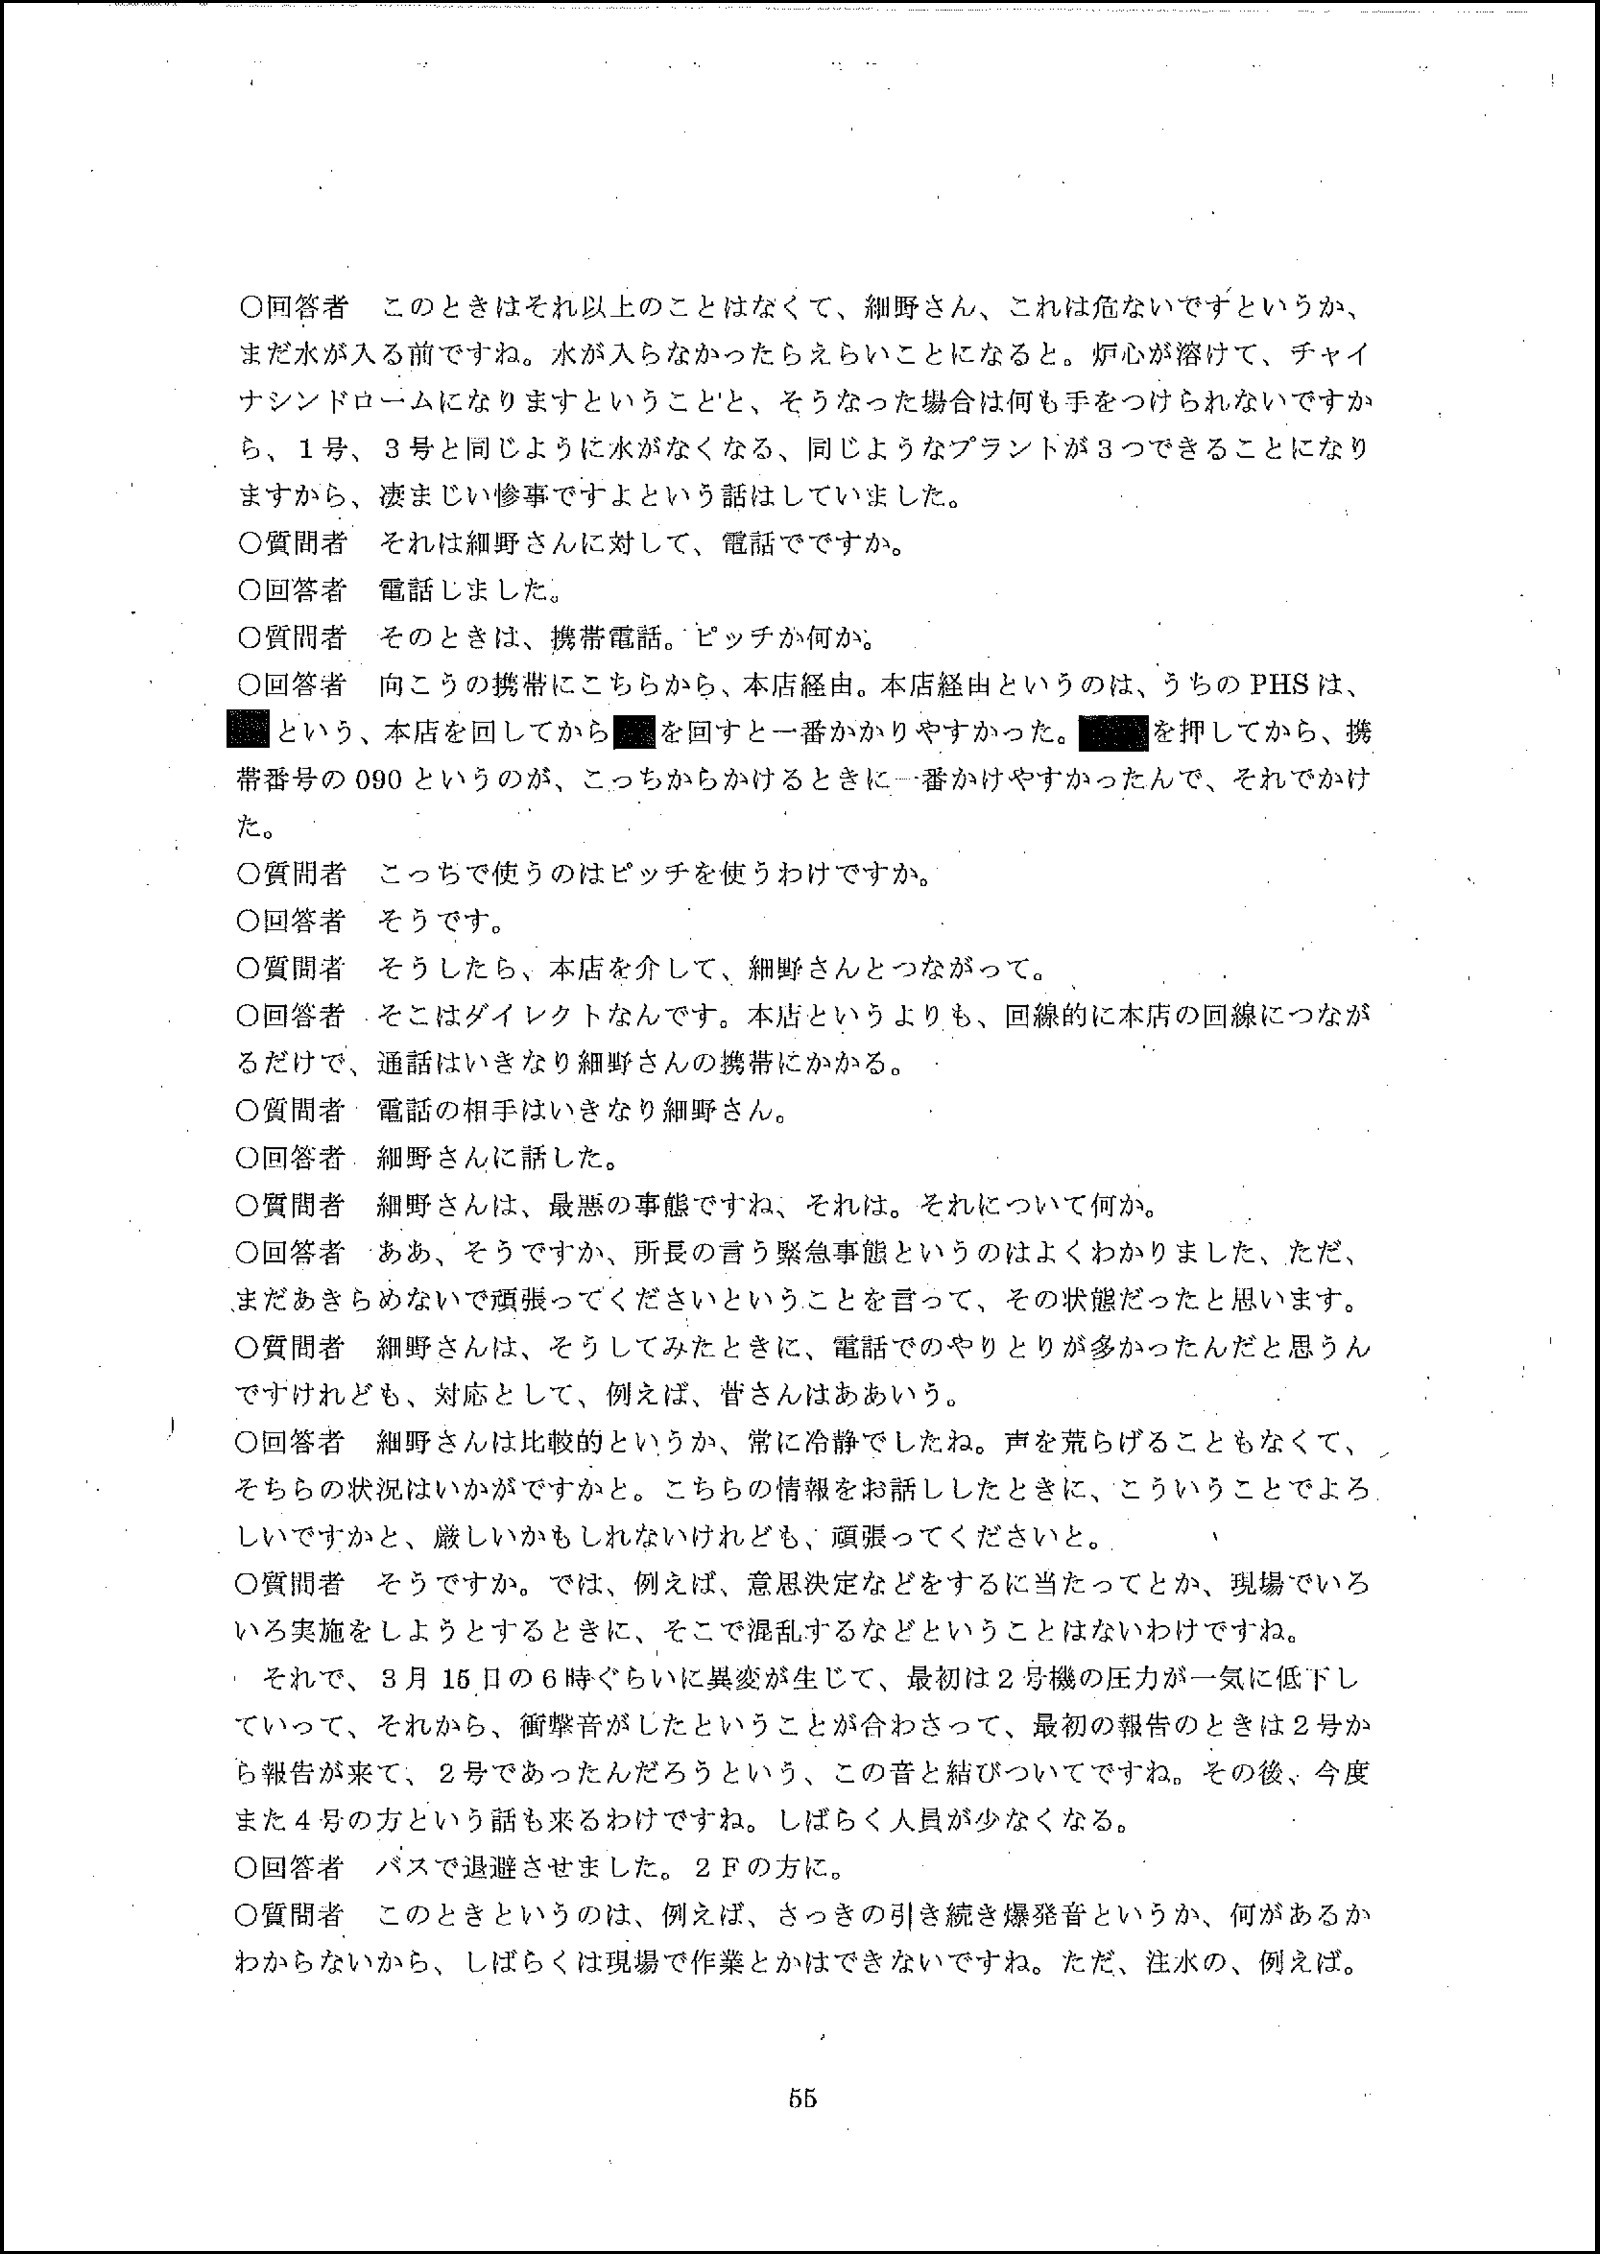 〇回答者　このときはそれ以上のことはなくて、細野さん、これは危ないですというか、
まだ水が入る前ですね。水が入らなかったらえらいことになると。炉心が溶けて、チャイ
ナシンドロームになりますということと、そうなった場合は何も手をつけられないですか
ら、１号、３号と同じように水がなくなる、同じようなプラントが３つできることになり
ますから、凄まじい惨事ですよという話はしていました。
〇質問者　それは細野さんに対して、電話でですか。
〇回答者　電話しました。
〇質問者　そのときは、携帯電話。ピッチか何か。
〇回答者　向こうの携帯にこちらから、本店経由。本店経由というのは、うちの PHS は、
という、本店を回してから　を回すと一番かかりやすかった。　を押してから、携
帯番号の 090 というのが、こっちからかけるときに一番かけやすかったんで、それでかけ
た。
〇質問者　こっちで使うのはピッチを使うわけですか。
〇回答者　そうです。
〇質問者　そうしたら、本店を介して、細野さんとつながって。
〇回答者　そこはダイレクトなんです。本店というよりも、回線的に本店の回線につなが
るだけで、通話はいきなり細野さんの携帯にかかる。
〇質問者　電話の相手はいきなり細野さん。
〇回答者　細野さんに話した。
〇質問者　細野さんは、最悪の事態ですね、それは。それについて何か。
〇回答者　ああ、そうですか、所長の言う緊急事態というのはよくわかりました、ただ、
まだあきらめないで頑張ってくださいということを言って、その状態だったと思います。
〇質問者　細野さんは、そうしてみたときに、電話でのやりとりが多かったんだと思うん
ですけれども、対応として、例えば、菅さんはああいう。
〇回答者　細野さんは比較的というか、常に冷静でしたね。声を荒らげることもなくて、
そちらの状況はいかがですかと。こちらの情報をお話ししたときに、こういうことでよろ
しいですかと、厳しいかもしれないけれども、頑張ってくださいと。
〇質問者　そうですか。では、例えば、意思決定などをするに当たってとか、現場でいろ
いろ実施をしようとするときに、そこで混乱するなどということはないわけですね。
　それで、３月 15 日の６時ぐらいに異変が生じて、最初は２号機の圧力が一気に低下し
ていって、それから、衝撃音がしたということが合わさって、最初の報告のときは２号か
ら報告が来て、２号であったんだろうという、この音と結びついてですね。その後、今度
また４号の方という話も来るわけですね。しばらく人員が少なくなる。
〇回答者　バスで退避させました。２Ｆの方に。
〇質問者　このときというのは、例えば、さっきの引き続き爆発音というか、何があるか
わからないから、しばらくは現場で作業とかはできないですね。ただ、注水の、例えば。
55